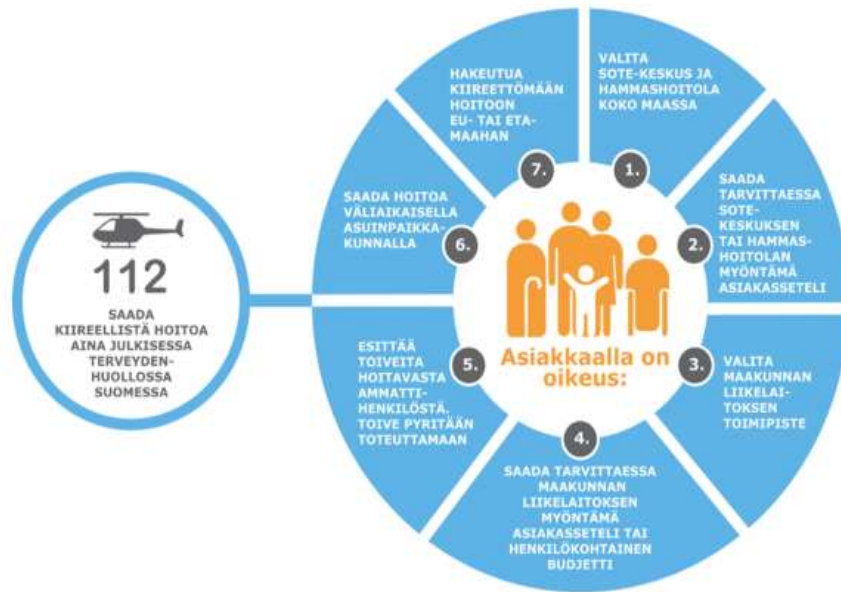 112
SAADA
KIIREELLISTÄ HOITOA
AINA JULKISESSA
TERVEYDEN-
HUOLLOSSA
SUOMESSA
Asiakkaalla on
oikeus:
1.
VALITA
SOTE-KESKUS JA
HAMMASHOITOLA
KOKO MAASSA
2.
SAADA
TARVITTAESSA
SOTE-
KESKUKSEN
TAI HAMMAS-
HOITOLAN
MYÖNTÄMÄ
ASIAKASSETELI
3.
VALITA
MAAKUNNAN
LIIKELAI-
TOKSEN
TOIMIPISTE
4.
SAADA TARVITTAESSA
MAAKUNNAN
LIIKELAITOKSEN
MYÖNTÄMÄ
ASIAKASSETELI TAI
HENKILÖKOHTAINEN
BUDJETTI
5.
ESITTÄÄ
TOIVEITA
HOITAVASTA
AMMATTI-
HENKILÖSTÄ.
TOIVE PYRITÄÄN
TOTEUTTAMAAN
6.
SAADA HOITOA
VÄLIAIKAISELLA
ASUINPAIKKA-
KUNNALLA
7.
HAKEUTUA
KIIREETTÖMÄÄN
HOITOON
EU- TAI ETA-
MAAHAN